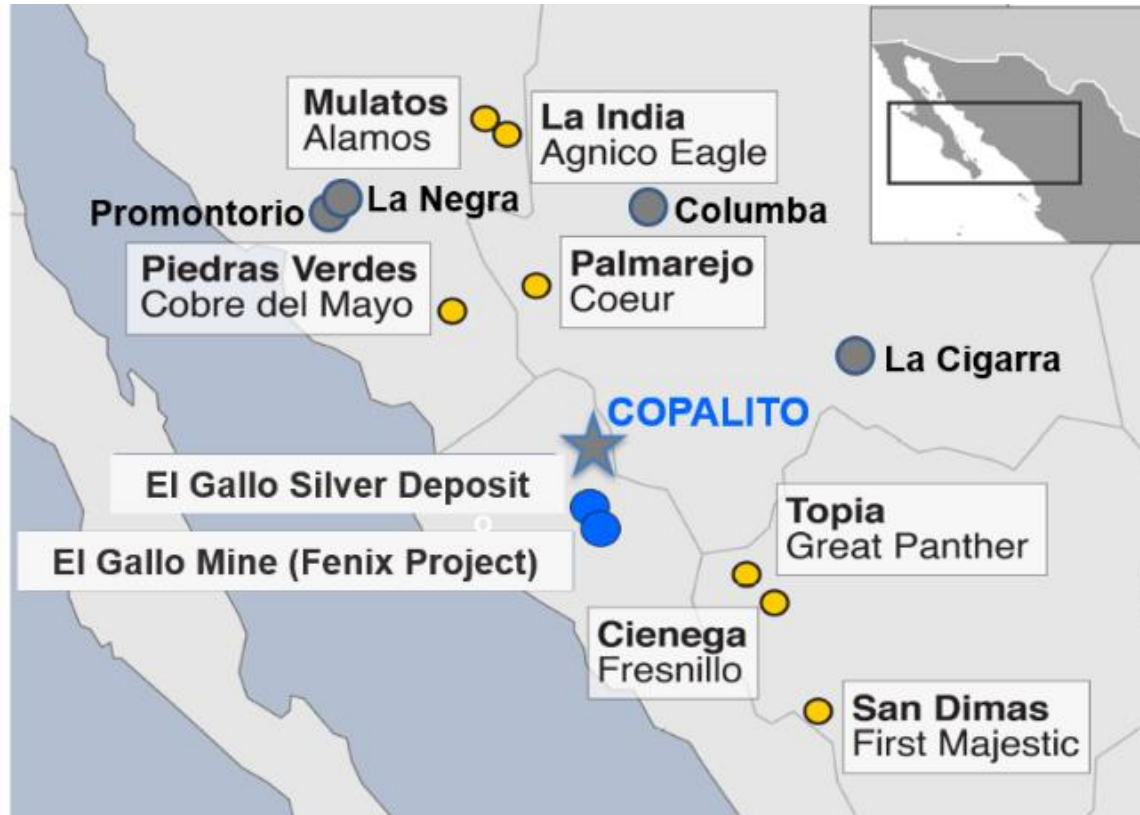 Mulatos
Alamos
La India
Agnico Eagle
La Negra
Promontorio
Columba
Piedras Verdes
Cobre del Mayo
Palmarejo
Coeur
La Cigarra
COPALITO
El Gallo Silver Deposit
El Gallo Mine (Fenix Project)
Topia
Great Panther
Cienega
Fresnillo
San Dimas
First Majestic